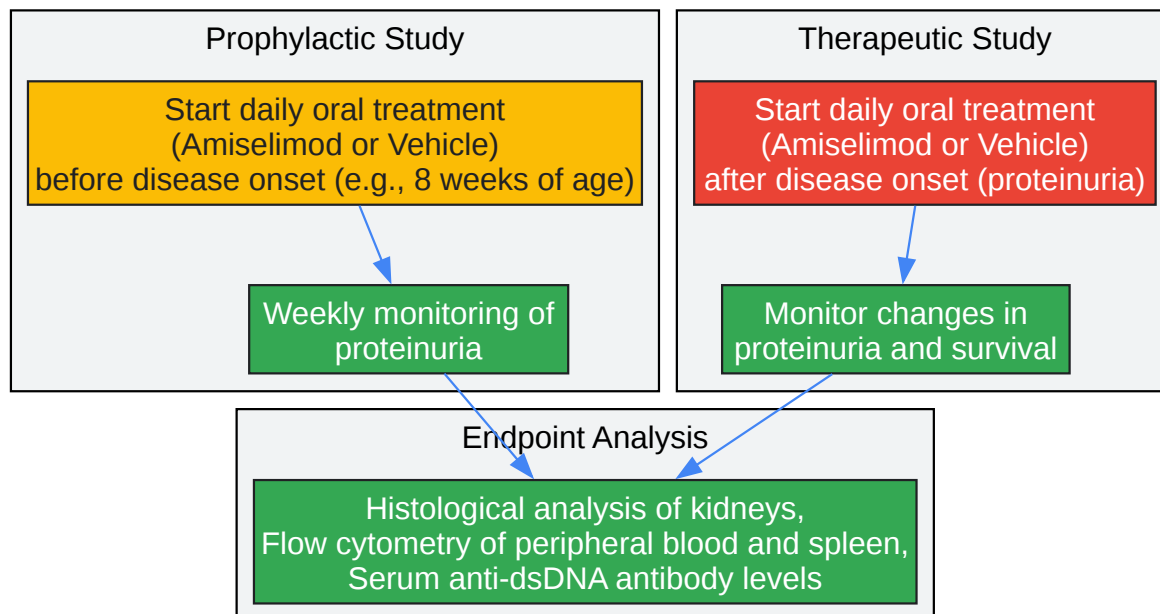 Prophylactic Study
Start daily oral treatment
(Amiselimod or Vehicle)
before disease onset (e.g., 8 weeks of age)
Weekly monitoring of
proteinuria
Therapeutic Study
Start daily oral treatment
(Amiselimod or Vehicle)
after disease onset (proteinuria)
Monitor changes in
proteinuria and survival
Endpoint Analysis
Histological analysis of kidneys,
Flow cytometry of peripheral blood and spleen,
Serum anti-dsDNA antibody levels